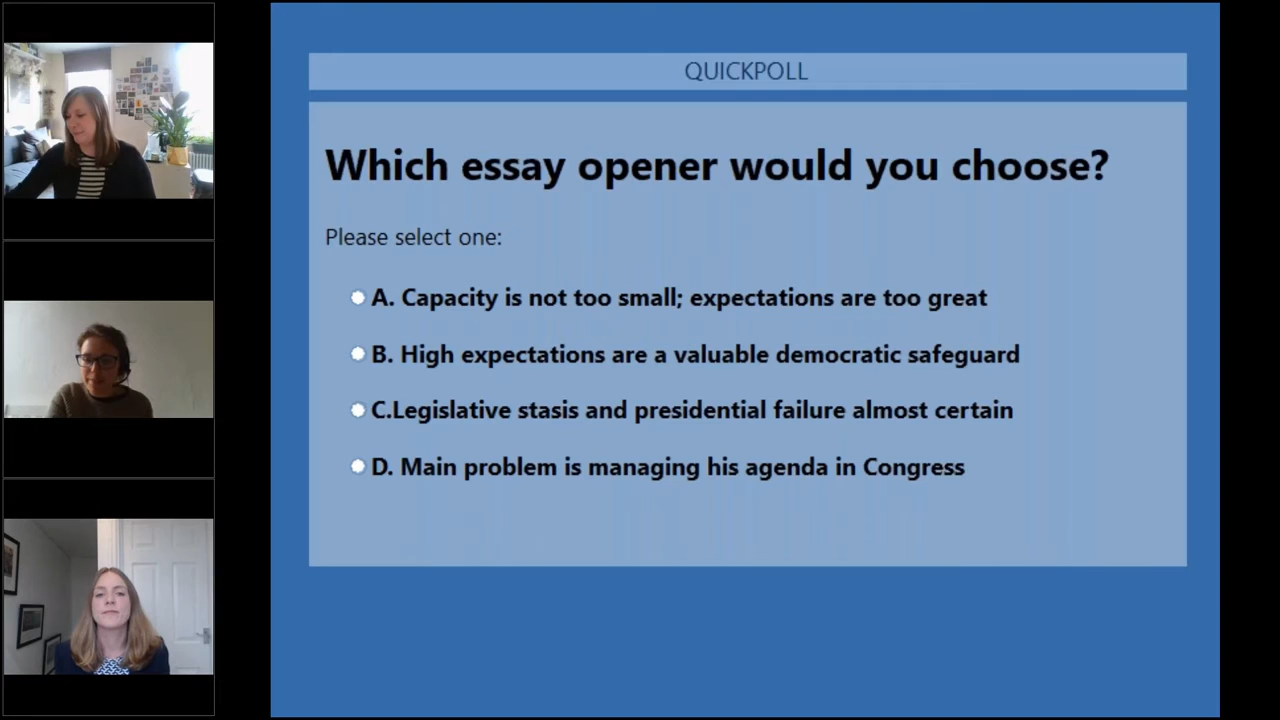 QUICKPOLL
Which essay opener would you choose?
Please select one:
A. Capacity is not too small; expectations are too great
B. High expectations are a valuable democratic safeguard
C.Legislative stasis and presidential failure almost certain
D. Main problem is managing his agenda in Congress